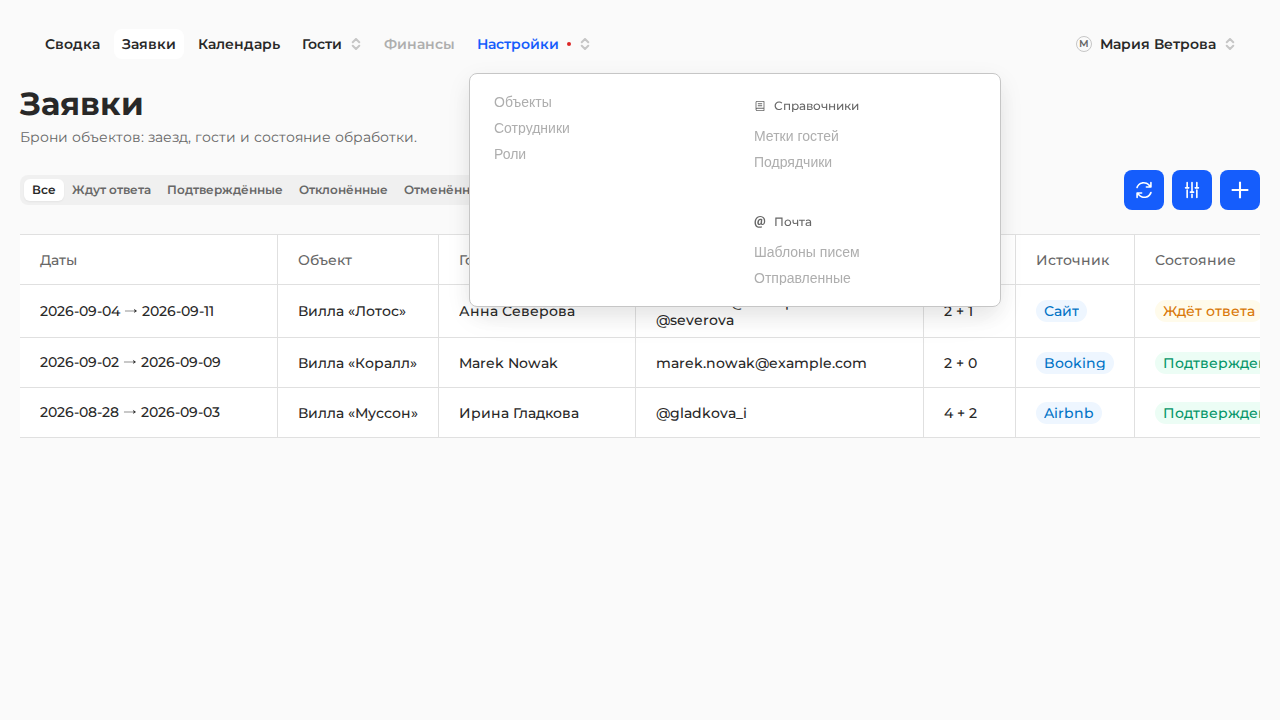 Сводка
Заявки
Календарь
Гости
Финансы
Настройки
М
Мария Ветрова
Заявки
Брони объектов: заезд, гости и состояние обработки.
Объекты
Сотрудники
Роли
Справочники
Метки гостей
Подрядчики
@ Почта
Шаблоны писем
Отправленные
Все
Ждут ответа
Подтверждённые
Отклонённые
Даты
Объект
Источник
Состояние
2026-09-04 → 2026-09-11
Вилла «Лотос»
Анна Северова
@severova
2 + 1
Сайт
Ждёт ответа
2026-09-02 → 2026-09-09
Вилла «Коралл»
Marek Nowak
marek.nowak@example.com
2 + 0
Booking
2026-08-28 → 2026-09-03
Вилла «Муссон»
Ирина Гладкова
@gladkova_i
4 + 2
Airbnb